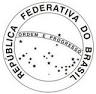 REPÚBLICA FEDERATIVA DO BRASIL
ORDEM E PROGRESSO